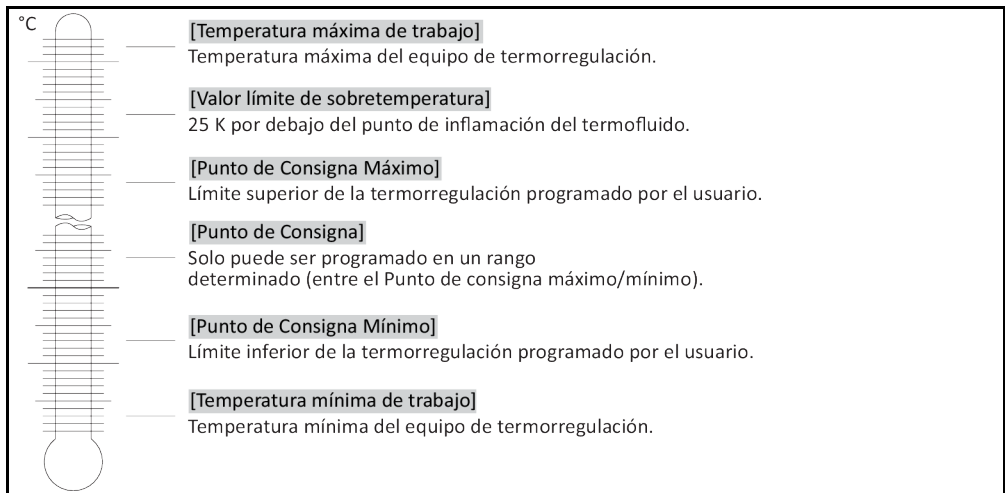 °C
[Temperatura máxima de trabajo]
Temperatura máxima del equipo de termorregulación.
[Valor límite de sobretemperatura]
25 K por debajo del punto de inflamación del termofluido.
[Punto de Consigna Máximo]
Límite superior de la termorregulación programado por el usuario.
[Punto de Consigna]
Solo puede ser programado en un rango
determinado (entre el Punto de consigna máximo/mínimo).
[Punto de Consigna Mínimo]
Límite inferior de la termorregulación programado por el usuario.
[Temperatura mínima de trabajo]
Temperatura mínima del equipo de termorregulación.